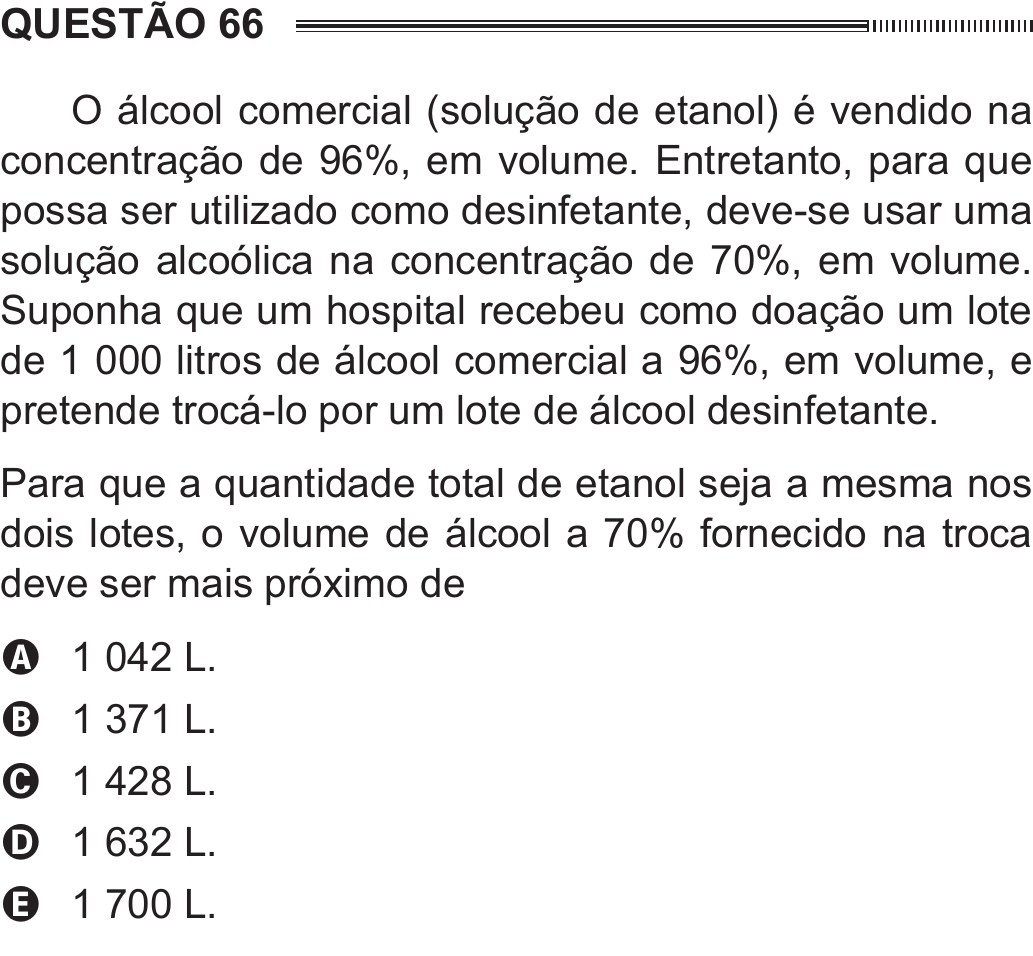 QUESTÃO 66
O álcool comercial (solução de etanol) é vendido na
concentração de 96%, em volume. Entretanto, para que
possa ser utilizado como desinfetante, deve-se usar uma
solução alcoólica na concentração de 70%, em volume.
Suponha que um hospital recebeu como doação um lote
de 1 000 litros de álcool comercial a 96%, em volume, e
pretende trocá-lo por um lote de álcool desinfetante.
Para que a quantidade total de etanol seja a mesma nos
dois lotes, o volume de álcool a 70% fornecido na troca
deve ser mais próximo de
A 1 042 L.
B 1 371 L.
C 1 428 L.
D 1 632 L.
E 1 700 L.